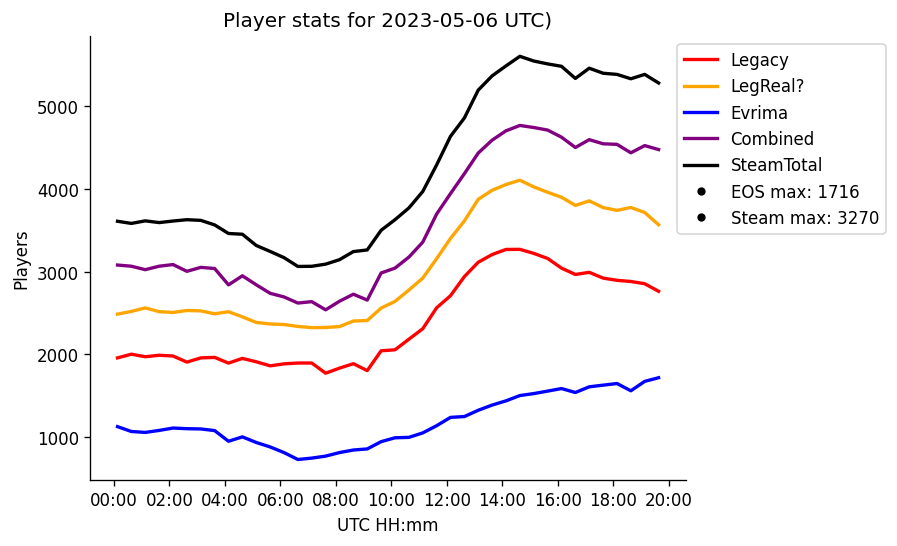 Player stats for 2023-05-06 UTC)
Players
5000
4000
3000
2000
1000
00:00 02:00 04:00 06:00 08:00 10:00 12:00 14:00 16:00 18:00 20:00
UTC HH:mm
Legacy
LegReal?
Evrima
Combined
SteamTotal
EOS max: 1716
Steam max: 3270